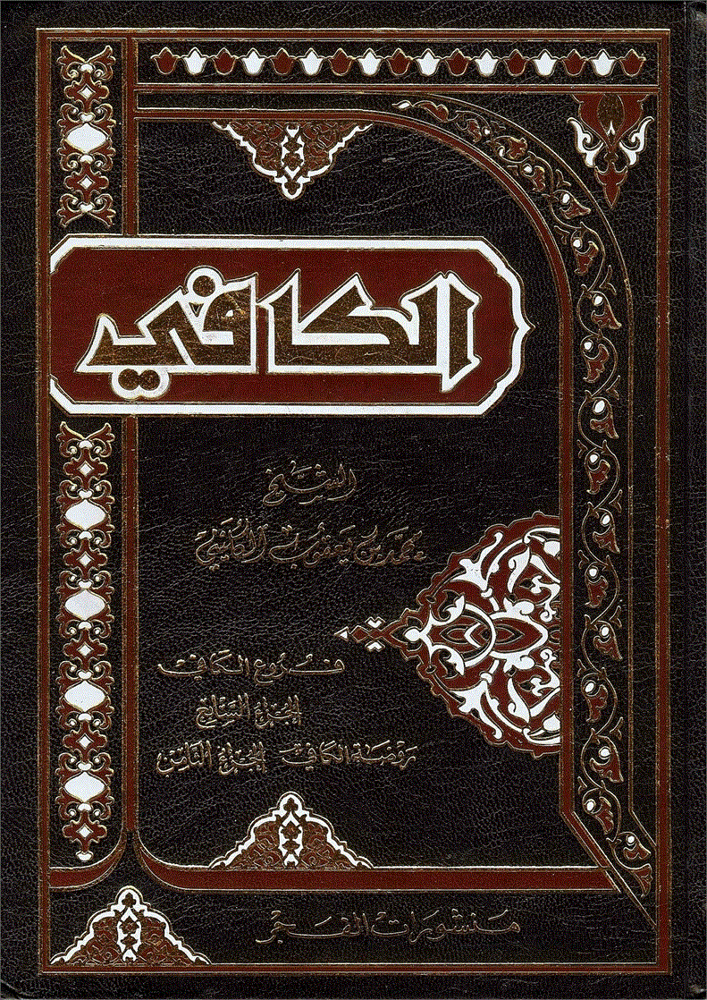 الكافي
الشيخ
محمد بن يعقوب الكليني
فروع الكافي
الجزء السابع
روضة الكافي الجزء الثامن
منشورات الفجر